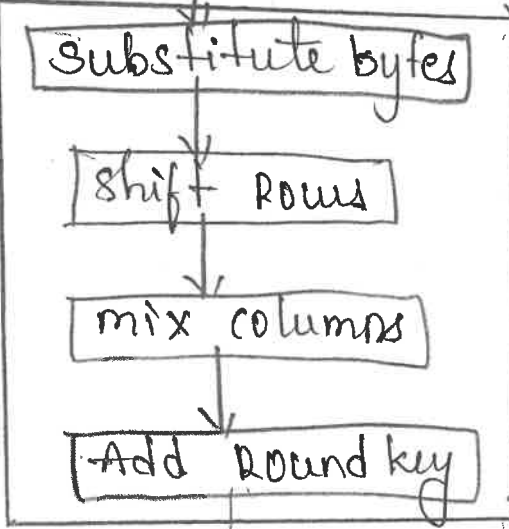 Substitute bytes
Shift Rows
mix columns
Add Round key